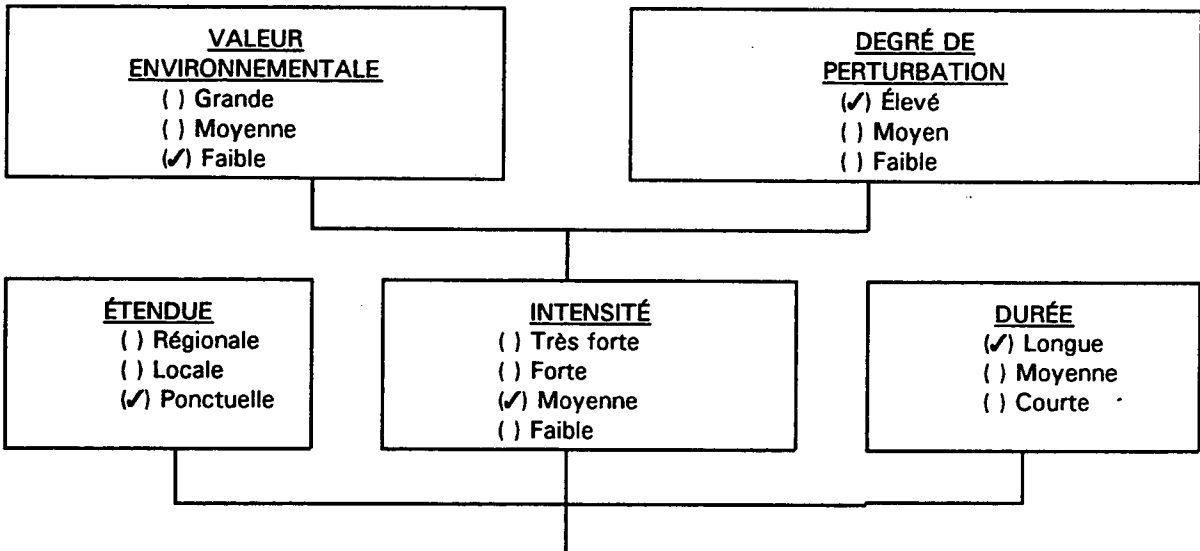 VALEUR
ENVIRONNEMENTALE
( ) Grande
( ) Moyenne
(✓) Faible
DEGRÉ DE
PERTURBATION
(✓) Élevé
( ) Moyen
( ) Faible
ÉTENDUE
( ) Régionale
( ) Locale
(✓) Ponctuelle
INTENSITÉ
( ) Très forte
( ) Forte
(✓) Moyenne
( ) Faible
DURÉE
(✓) Longue
( ) Moyenne
( ) Courte